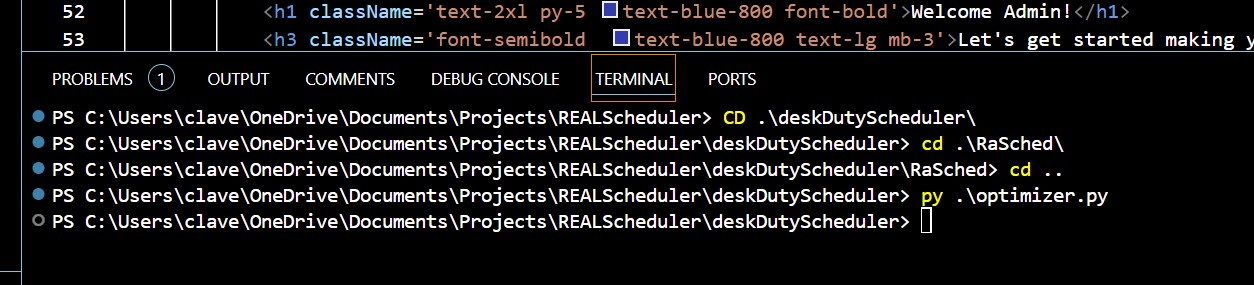 52 <h1 className='text-2xl py-5 text-blue-800 font-bold'>Welcome Admin!</h1>
53 <h3 className='font-semibold  text-blue-800 text-lg mb-3'>Let's get started making y
PROBLEMS 1 OUTPUT COMMENTS DEBUG CONSOLE TERMINAL PORTS
PS C:\Users\clave\OneDrive\Documents\Projects\REALScheduler> CD .\deskDutyScheduler\
PS C:\Users\clave\OneDrive\Documents\Projects\REALScheduler\deskDutyScheduler> cd .\RaSched\
PS C:\Users\clave\OneDrive\Documents\Projects\REALScheduler\deskDutyScheduler\RaSched> cd ..
PS C:\Users\clave\OneDrive\Documents\Projects\REALScheduler\deskDutyScheduler> py .\optimizer.py
PS C:\Users\clave\OneDrive\Documents\Projects\REALScheduler\deskDutyScheduler>